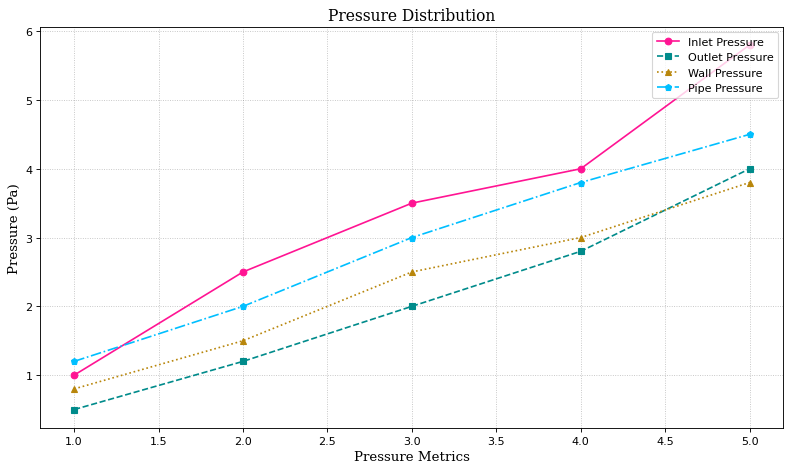 Pressure Distribution
Pressure (Pa)
6
5
4
3
2
1
Inlet Pressure
Outlet Pressure
Wall Pressure
Pipe Pressure
1.0 1.5 2.0 2.5 3.0 3.5 4.0 4.5 5.0
Pressure Metrics